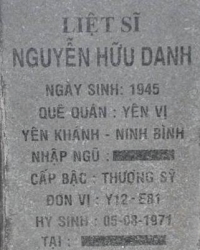 LIỆT SĨ
NGUYỄN HỮU DANH
NGÀY SINH: 1945
QUÊ QUÁN: YÊN VỊ
YÊN KHÁNH - NINH BÌNH
NHẬP NGŨ :
CẤP BẬC : THƯỢNG SỸ
ĐƠN VỊ : Y12-E81
HY SINH : 05-08-1971
TẠI :